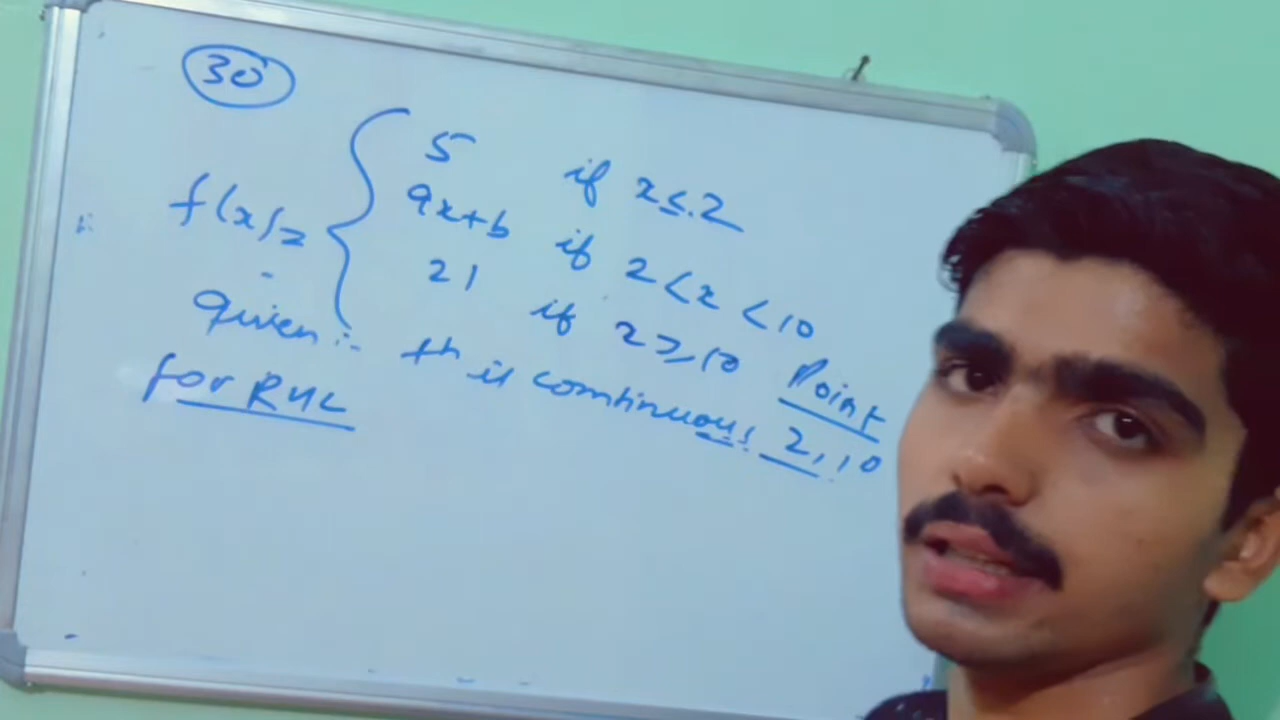 30
5 if x≤2
f(x)= ax+b if 2<x<10
21 if x≥10 Point
given:- fn is continuous 2,10
for RHL